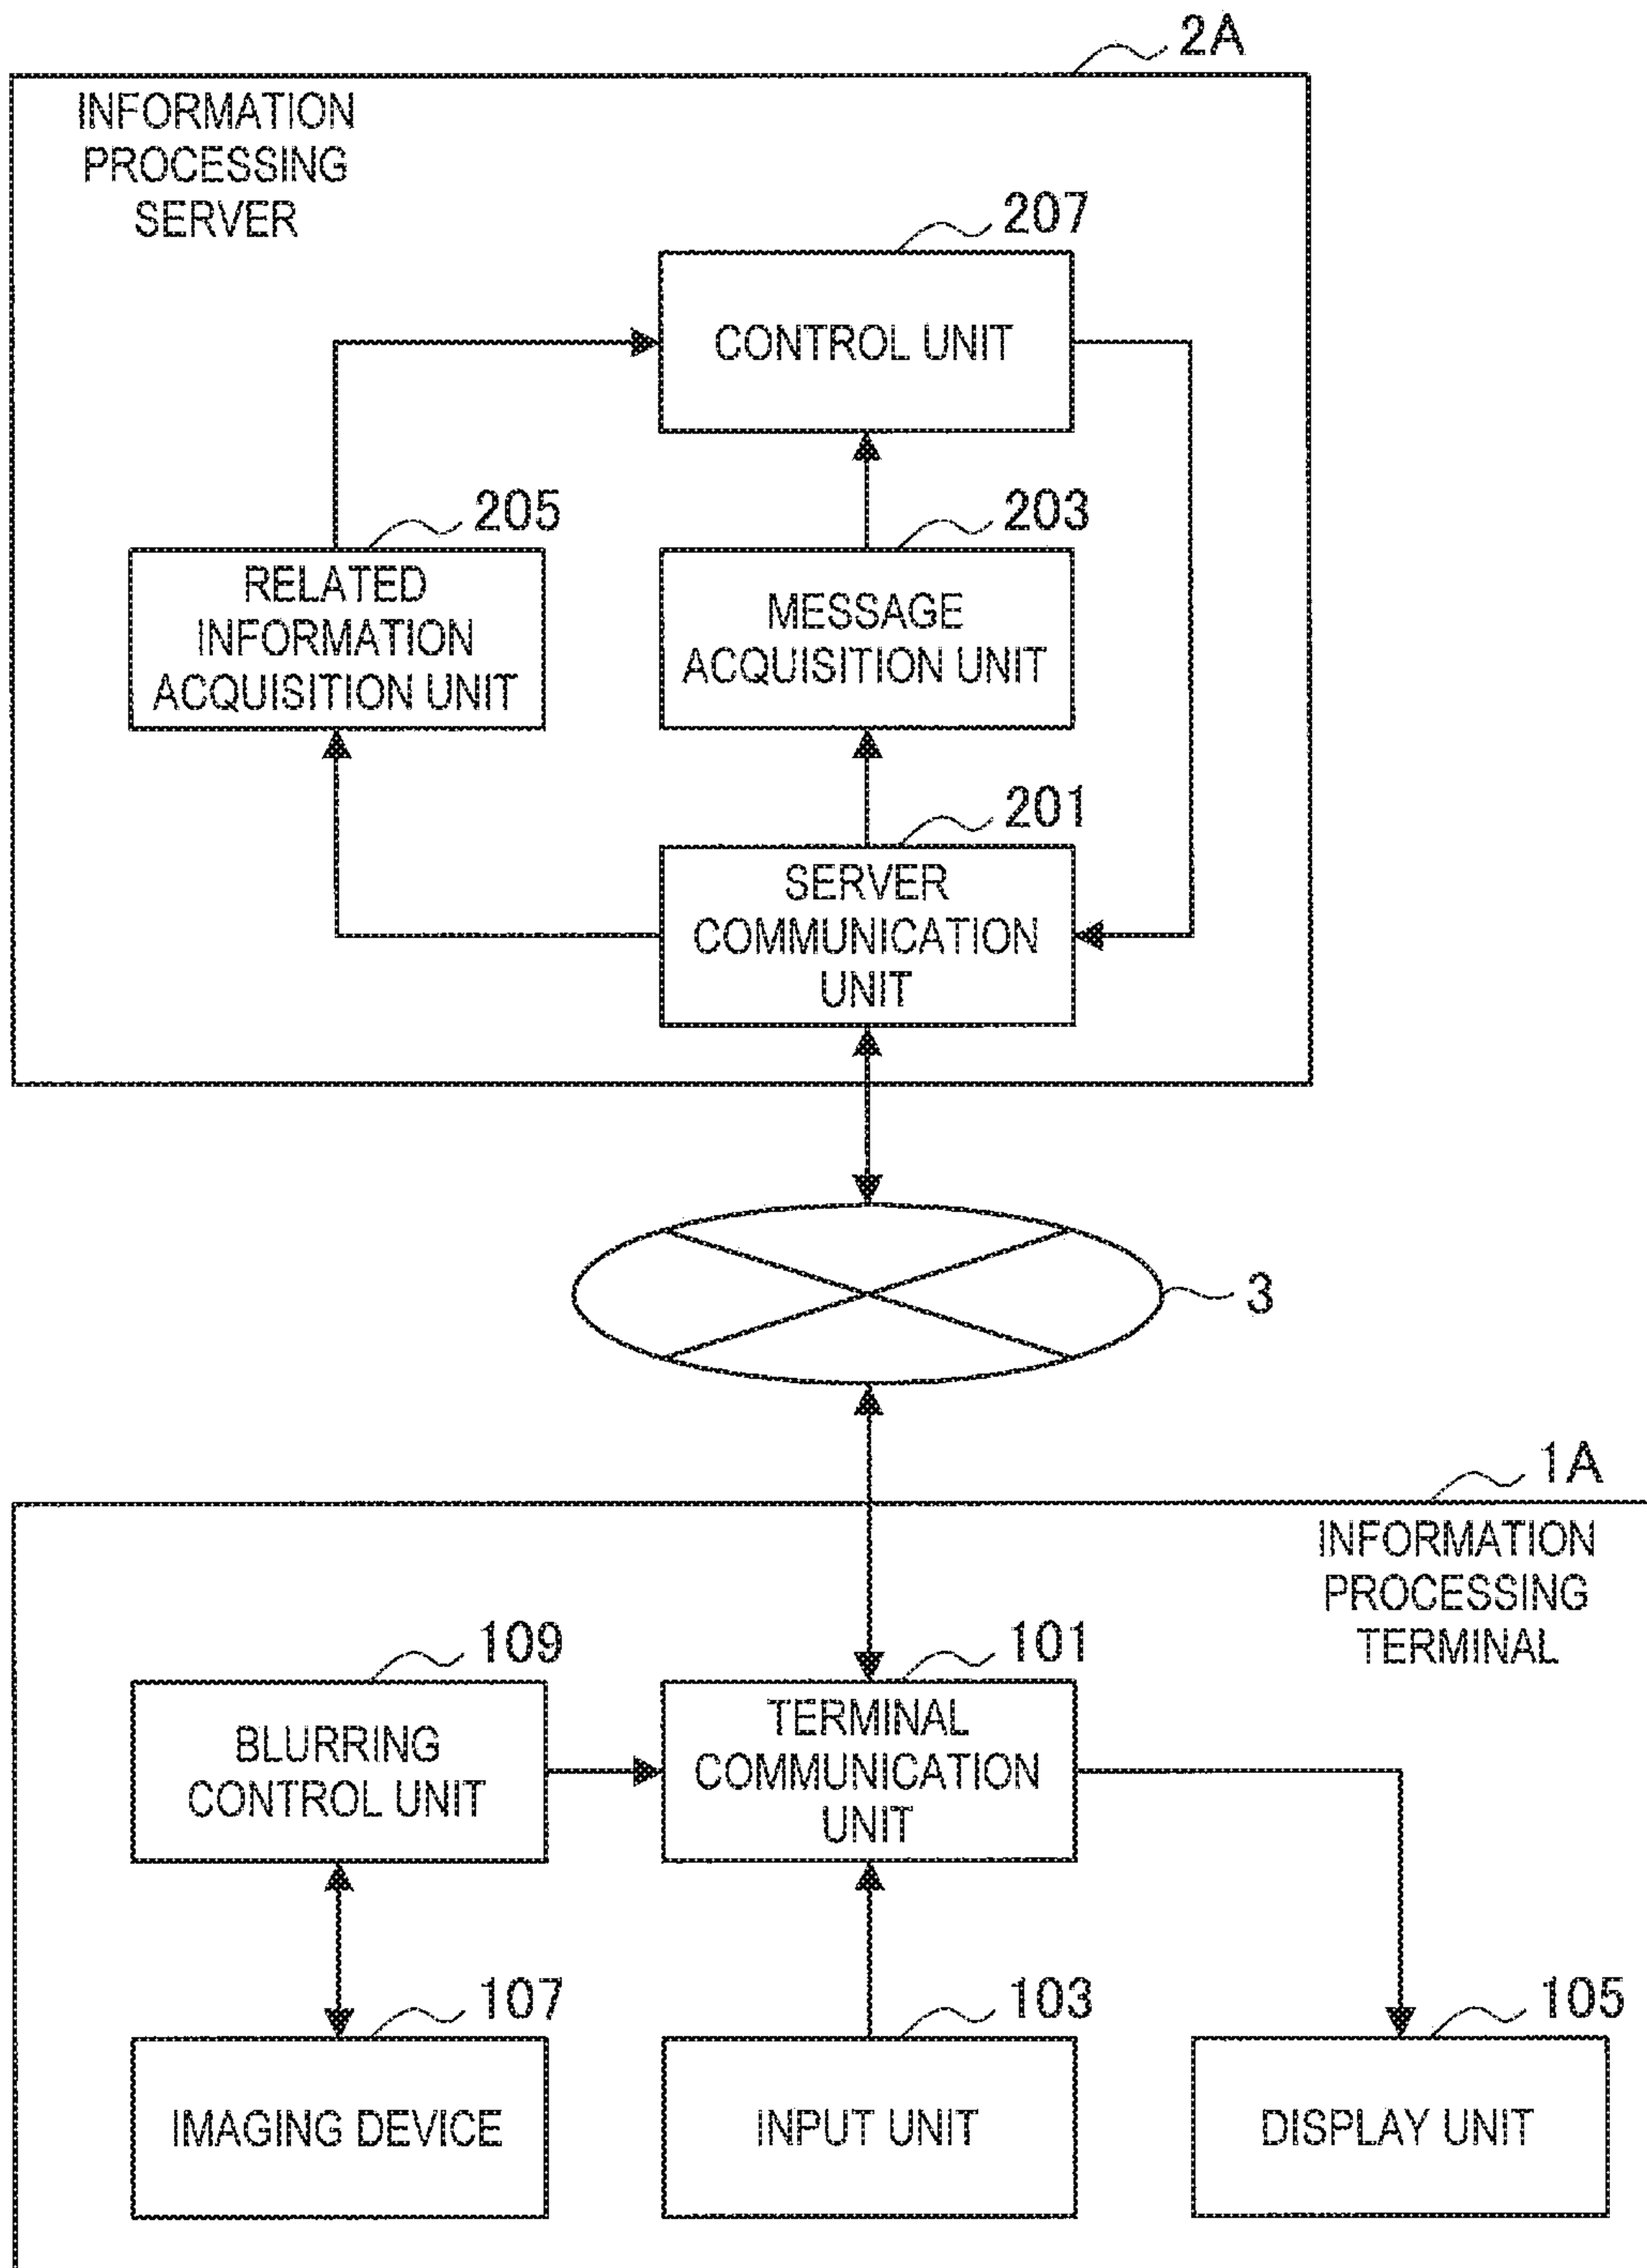 2A
INFORMATION
PROCESSING
SERVER
207
CONTROL UNIT
205
203
RELATED
INFORMATION
ACQUISITION UNIT
MESSAGE
ACQUISITION UNIT
201
SERVER
COMMUNICATION
UNIT
3
1A
INFORMATION
PROCESSING
TERMINAL
109
101
BLURRING
CONTROL UNIT
TERMINAL
COMMUNICATION
UNIT
107
103
105
IMAGING DEVICE
INPUT UNIT
DISPLAY UNIT